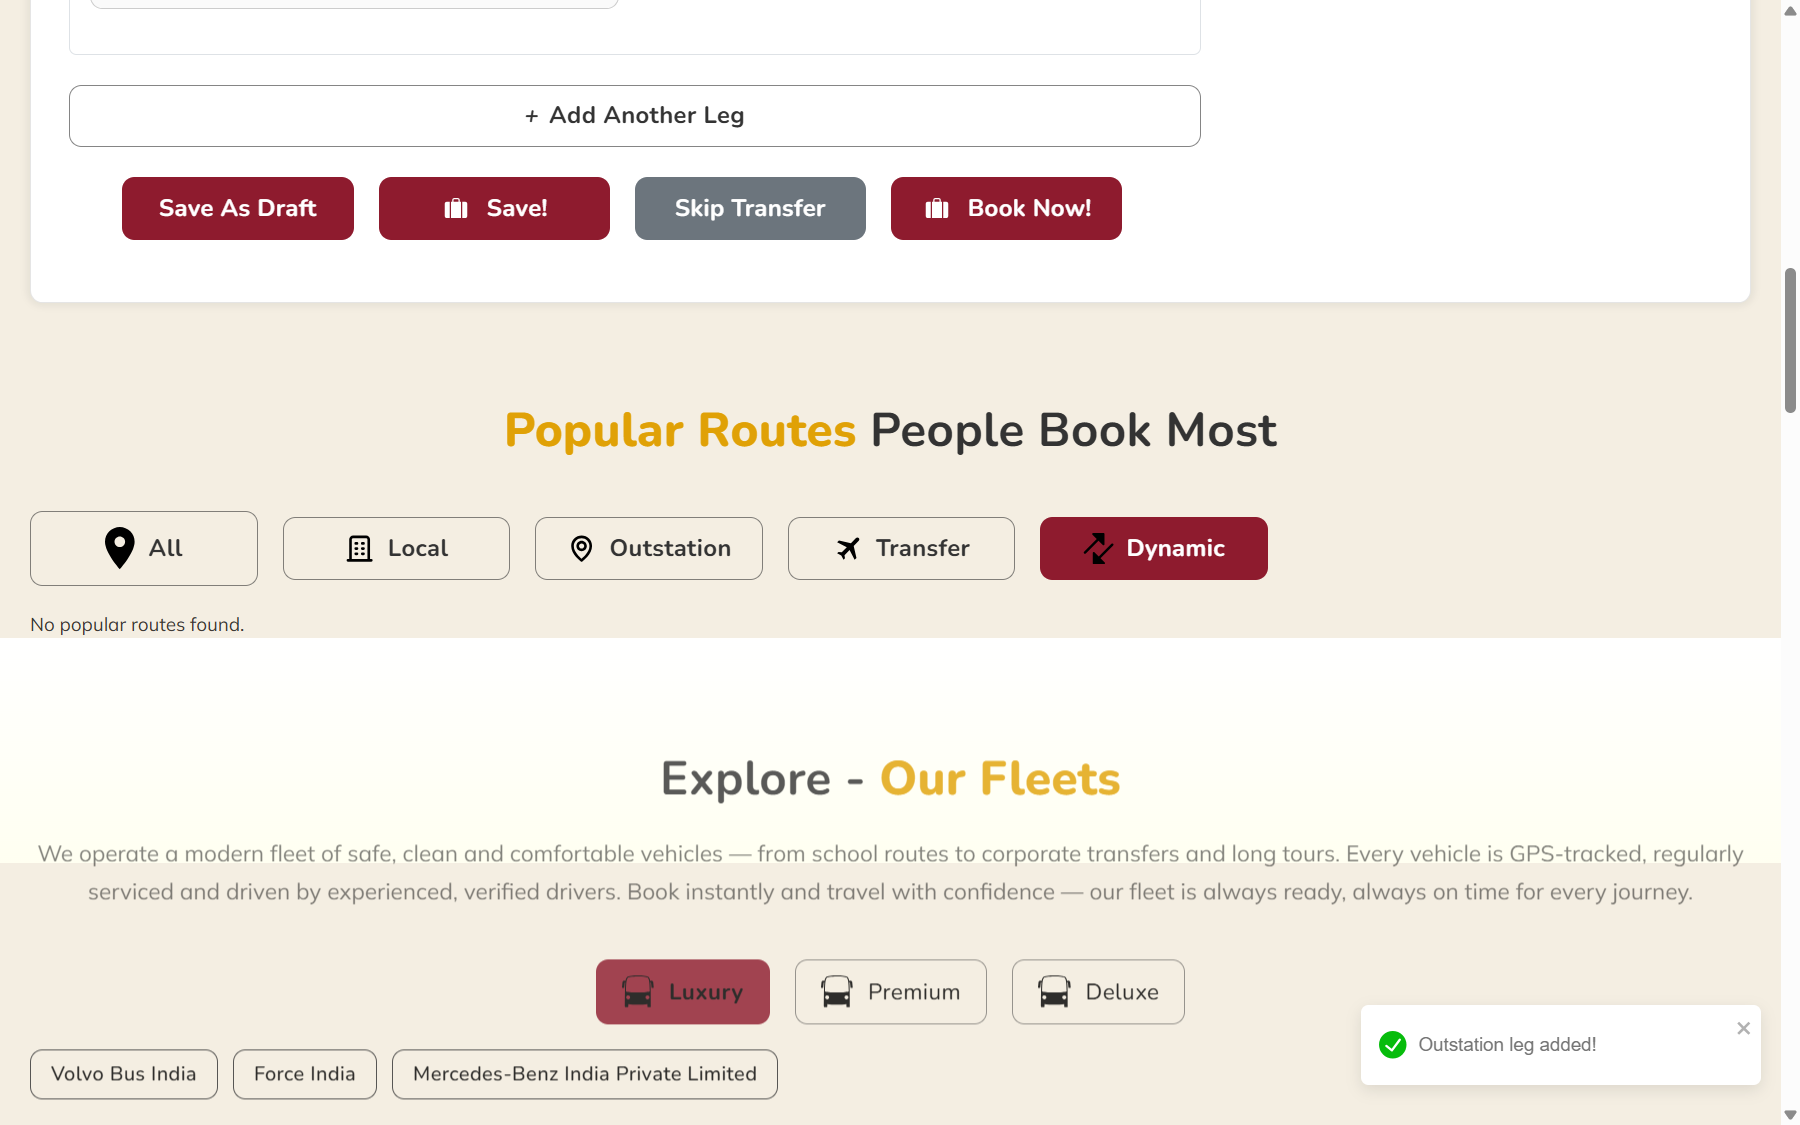 + Add Another Leg
Save As Draft
Save!
Skip Transfer
Book Now!
Popular Routes People Book Most
All
Local
Outstation
Transfer
Dynamic
No popular routes found.
Explore - Our Fleets
We operate a modern fleet of safe, clean and comfortable vehicles — from school routes to corporate transfers and long tours. Every vehicle is GPS-tracked, regularly
serviced and driven by experienced, verified drivers. Book instantly and travel with confidence — our fleet is always ready, always on time for every journey.
Luxury
Premium
Deluxe
Outstation leg added!
Volvo Bus India
Force India
Mercedes-Benz India Private Limited